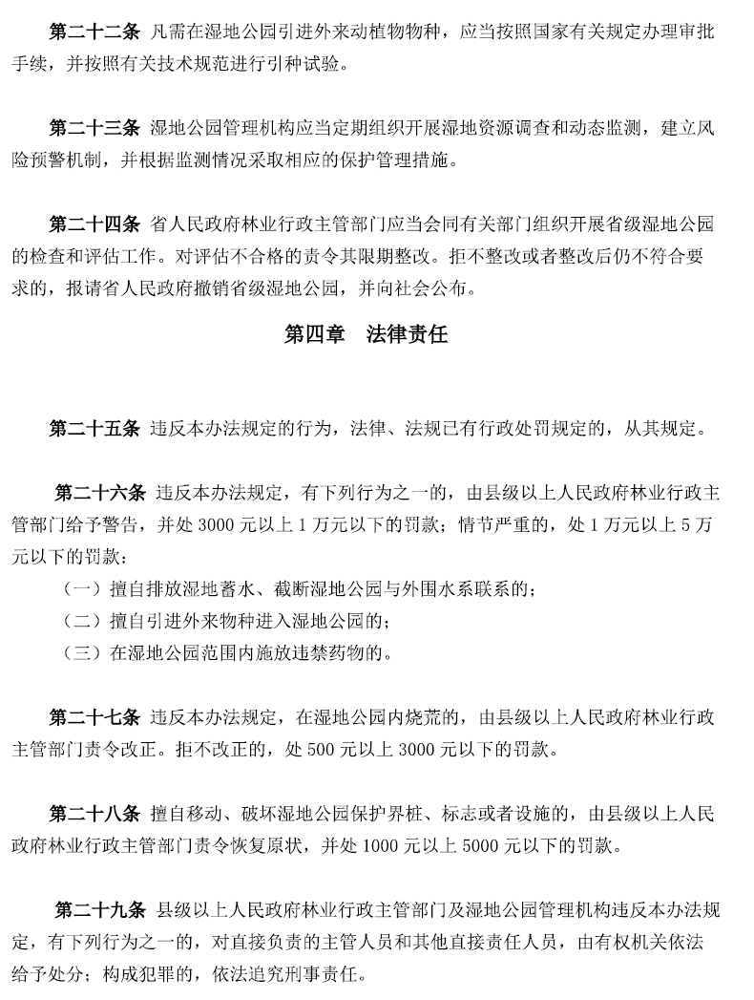 第二十二条 凡需在湿地公园引进外来动植物物种，应当按照国家有关规定办理审批
手续，并按照有关技术规范进行引种试验。
第二十三条 湿地公园管理机构应当定期组织开展湿地资源调查和动态监测，建立风
险预警机制，并根据监测情况采取相应的保护管理措施。
第二十四条 省人民政府林业行政主管部门应当会同有关部门组织开展省级湿地公园
的检查和评估工作。对评估不合格的责令其限期整改。拒不整改或者整改后仍不符合要
求的，报请省人民政府撤销省级湿地公园，并向社会公布。
第四章　法律责任
第二十五条 违反本办法规定的行为，法律、法规已有行政处罚规定的，从其规定。
第二十六条 违反本办法规定，有下列行为之一的，由县级以上人民政府林业行政主
管部门给予警告，并处 3000 元以上 1 万元以下的罚款；情节严重的，处 1 万元以上 5 万
元以下的罚款：
（一）擅自排放湿地蓄水、截断湿地公园与外围水系联系的；
（二）擅自引进外来物种进入湿地公园的；
（三）在湿地公园范围内施放违禁药物的。
第二十七条 违反本办法规定，在湿地公园内烧荒的，由县级以上人民政府林业行政
主管部门责令改正。拒不改正的，处 500 元以上 3000 元以下的罚款。
第二十八条 擅自移动、破坏湿地公园保护界桩、标志或者设施的，由县级以上人民
政府林业行政主管部门责令恢复原状，并处 1000 元以上 5000 元以下的罚款。
第二十九条 县级以上人民政府林业行政主管部门及湿地公园管理机构违反本办法规
定，有下列行为之一的，对直接负责的主管人员和其他直接责任人员，由有权机关依法
给予处分；构成犯罪的，依法追究刑事责任。